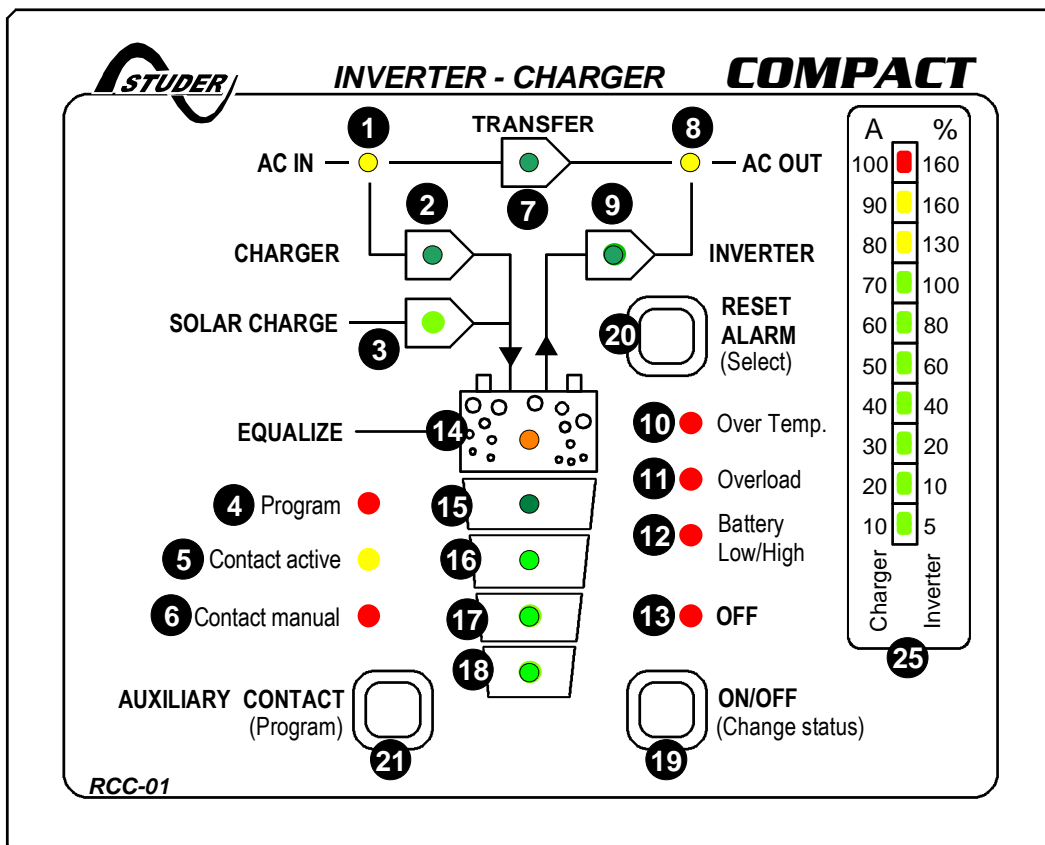 STUDER
INVERTER - CHARGER
COMPACT
1
TRANSFER
8
AC IN
AC OUT
7
2
9
CHARGER
INVERTER
SOLAR CHARGE
3
20
RESET
ALARM
(Select)
EQUALIZE
14
10 Over Temp.
11 Overload
12 Battery
Low/High
13 OFF
4 Program
5 Contact active
6 Contact manual
15
16
17
18
AUXILIARY CONTACT
(Program)
21
ON/OFF
(Change status)
19
A %
100 160
90 160
80 130
70 100
60 80
50 60
40 40
30 20
20 10
10 5
Charger
Inverter
25
RCC-01